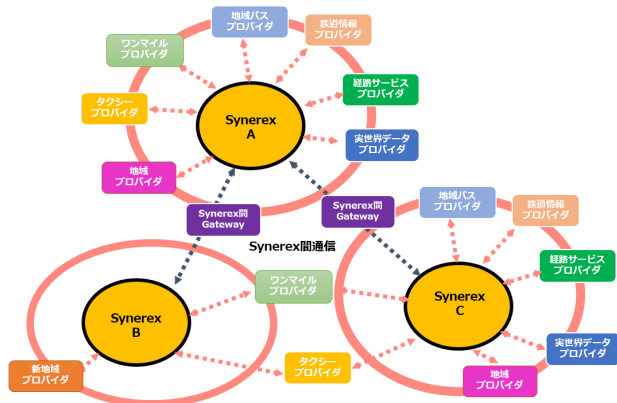 地域バス
プロバイダ
鉄道情報
プロバイダ
ワンマイル
プロバイダ
経路サービス
プロバイダ
タクシー
プロバイダ
Synerex
A
実世界データ
プロバイダ
地域
プロバイダ
Synerex間
Gateway
Synerex間
Gateway
地域バス
プロバイダ
鉄道情報
プロバイダ
Synerex間通信
経路サービス
プロバイダ
ワンマイル
プロバイダ
Synerex
B
Synerex
C
実世界データ
プロバイダ
新地域
プロバイダ
タクシー
プロバイダ
地域
プロバイダ